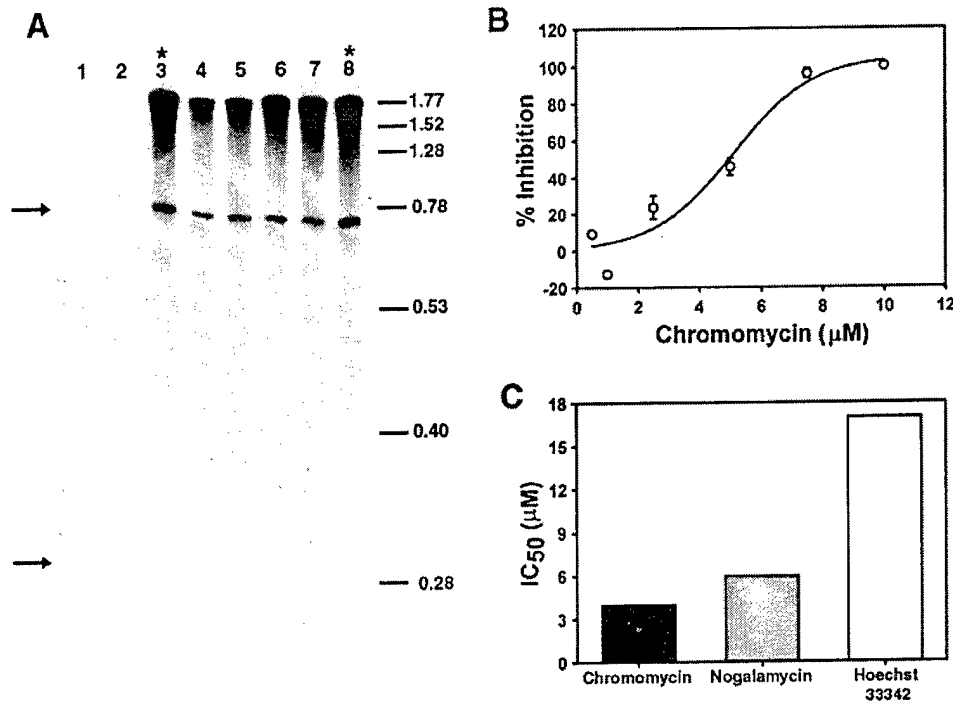 A
* *
1 2 3 4 5 6 7 8
1.77
1.52
1.28
0.78
0.53
0.40
0.28
B
120
100
80
60
40
20
0
-20
% Inhibition
0 2 4 6 8 10 12
Chromomycin (μM)
C
18
15
12
9
6
3
0
IC50 (μM)
Chromomycin Nogalamycin Hoechst
33342